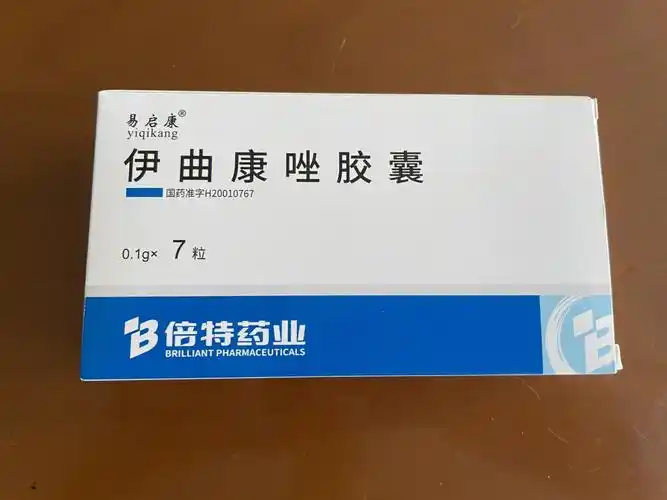 易启康®
yiqikang
伊曲康唑胶囊
国药准字H20010767
0.1g× 7粒
倍特药业
BRILLIANT PHARMACEUTICALS